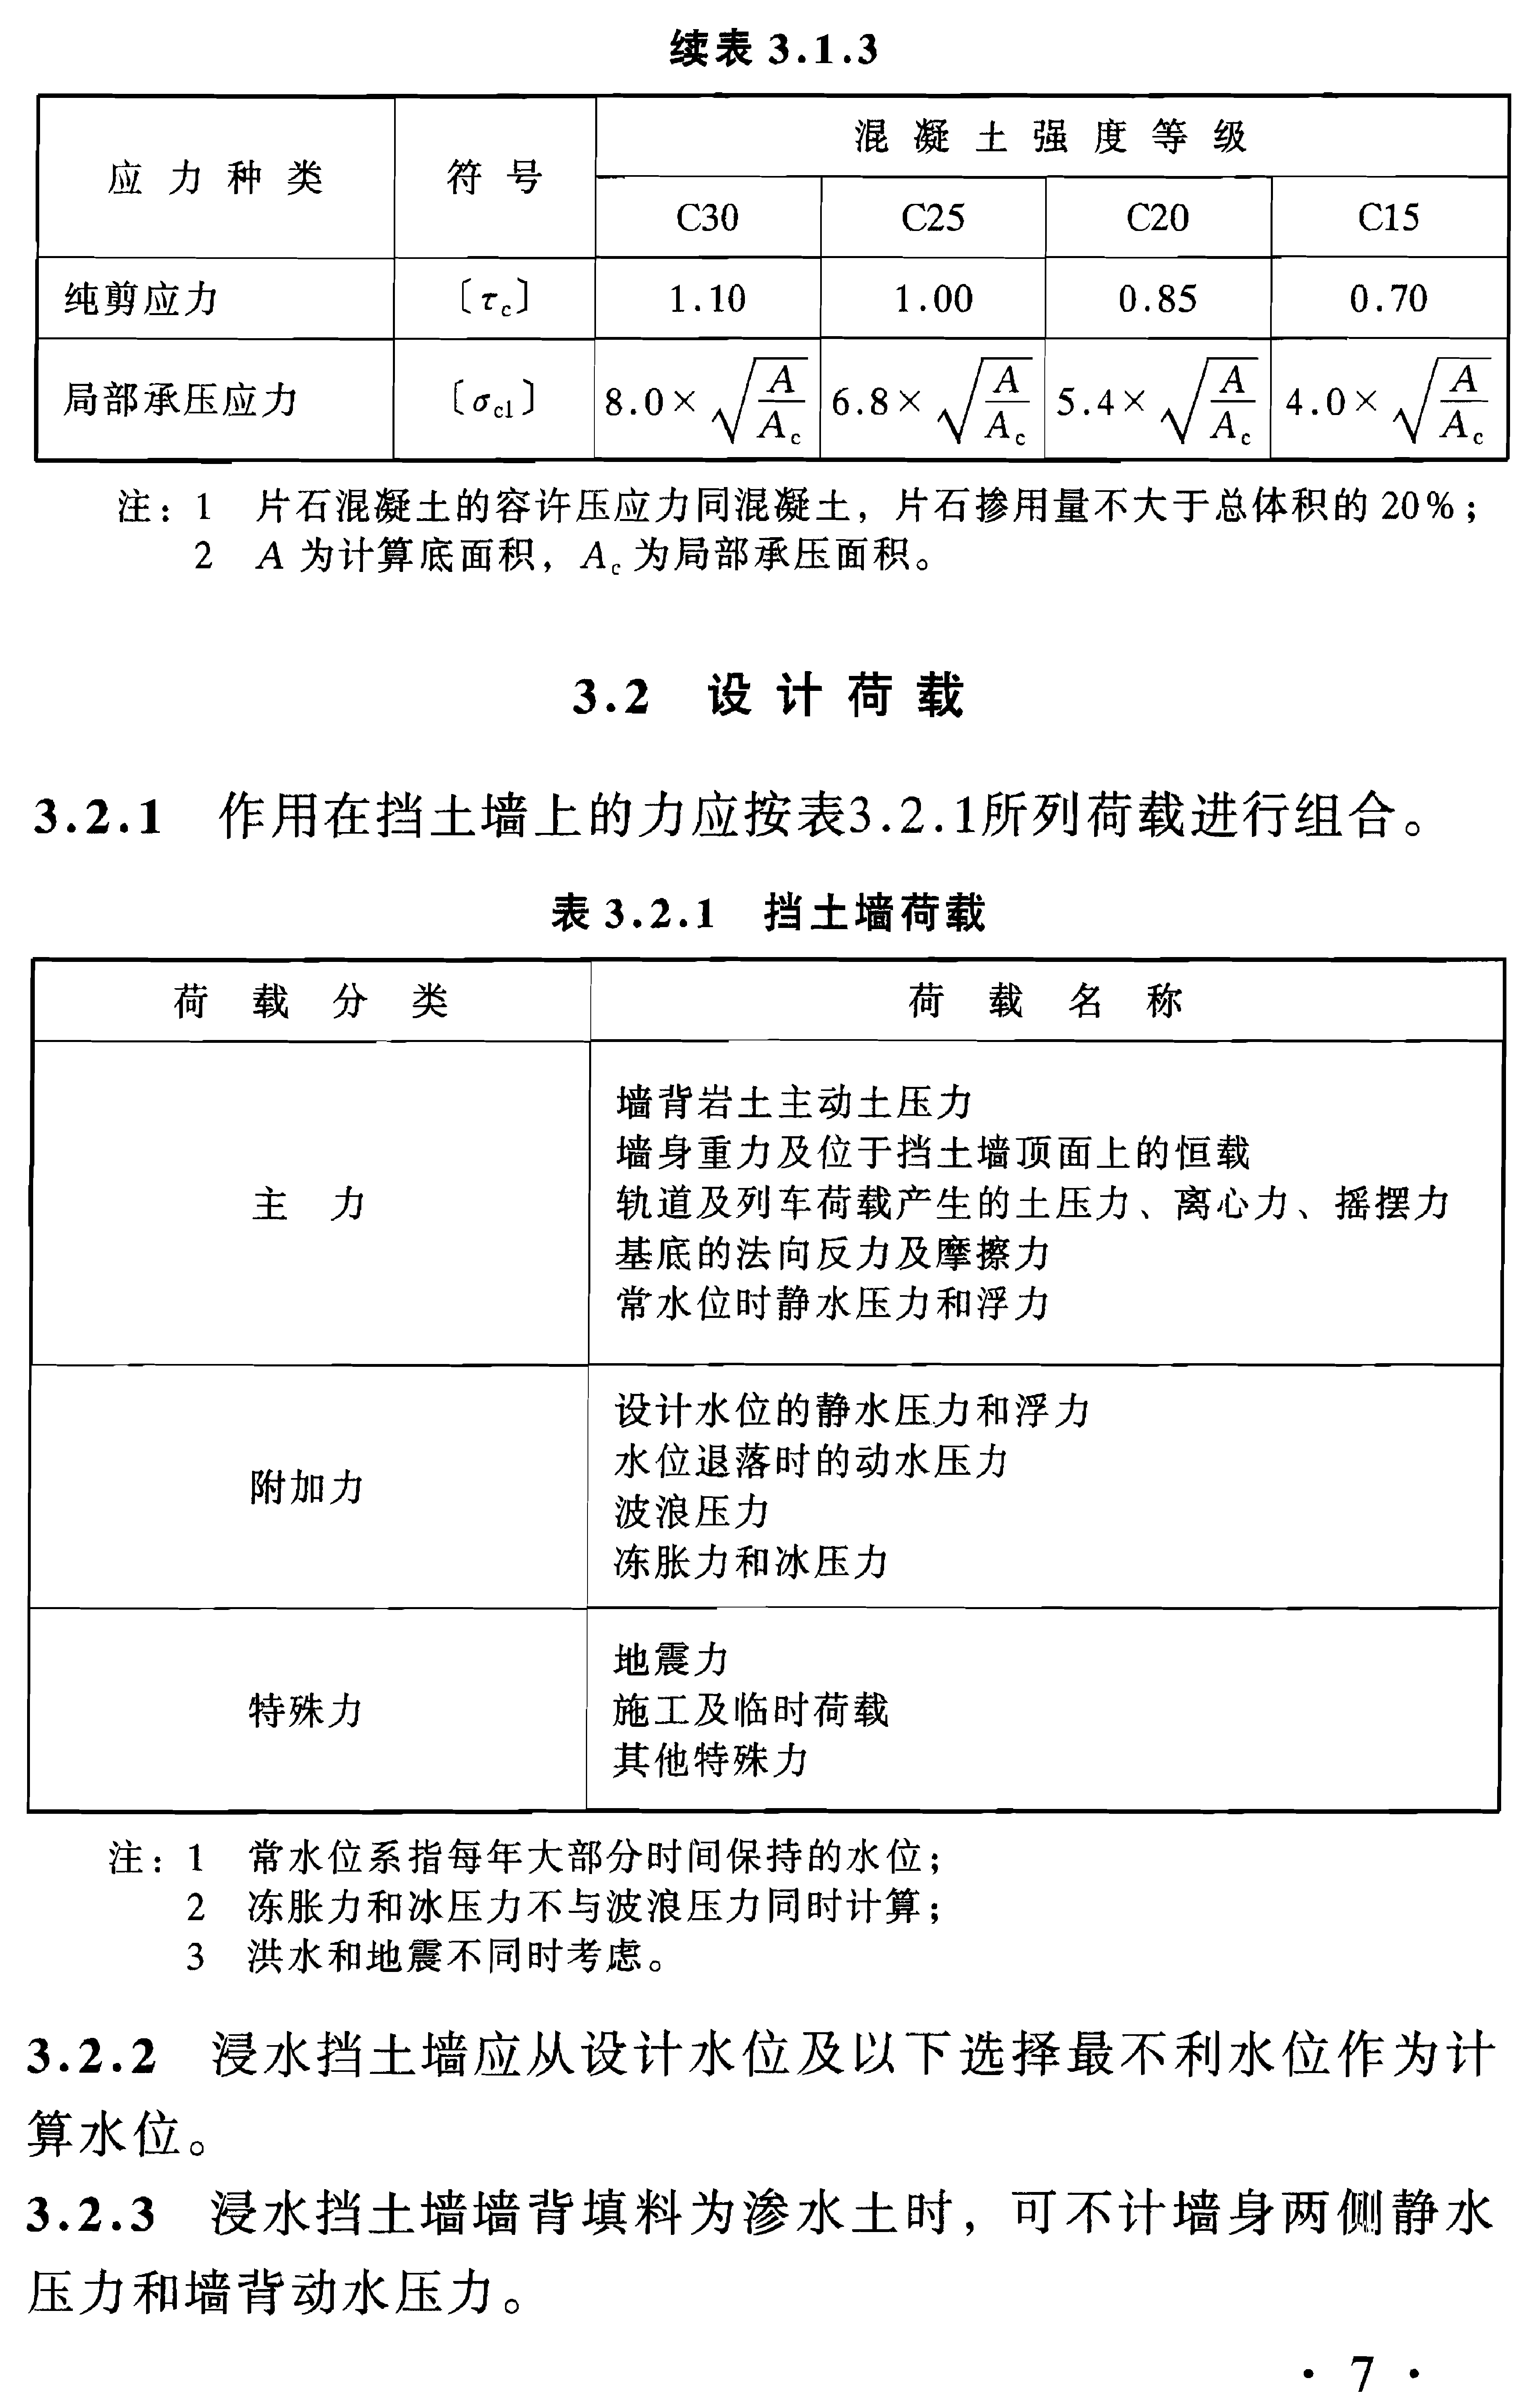 续表 3.1.3
应力种类 符号 混凝土强度等级
C30 C25 C20 C15
纯剪应力 〔τc〕 1.10 1.00 0.85 0.70
局部承压应力 〔σcl〕 8.0×√(A/Ac) 6.8×√(A/Ac) 5.4×√(A/Ac) 4.0×√(A/Ac)
注：1 片石混凝土的容许压应力同混凝土，片石掺用量不大于总体积的 20%；
2 A 为计算底面积，Ac 为局部承压面积。
3.2 设计荷载
3.2.1 作用在挡土墙上的力应按表3.2.1所列荷载进行组合。
表 3.2.1 挡土墙荷载
荷载分类 荷载名称
主力
墙背岩土主动土压力
墙身重力及位于挡土墙顶面上的恒载
轨道及列车荷载产生的土压力、离心力、摇摆力
基底的法向反力及摩擦力
常水位时静水压力和浮力
附加力
设计水位的静水压力和浮力
水位退落时的动水压力
波浪压力
冻胀力和冰压力
特殊力
地震力
施工及临时荷载
其他特殊力
注：1 常水位系指每年大部分时间保持的水位；
2 冻胀力和冰压力不与波浪压力同时计算；
3 洪水和地震不同时考虑。
3.2.2 浸水挡土墙应从设计水位及以下选择最不利水位作为计
算水位。
3.2.3 浸水挡土墙墙背填料为渗水土时，可不计墙身两侧静水
压力和墙背动水压力。
· 7 ·